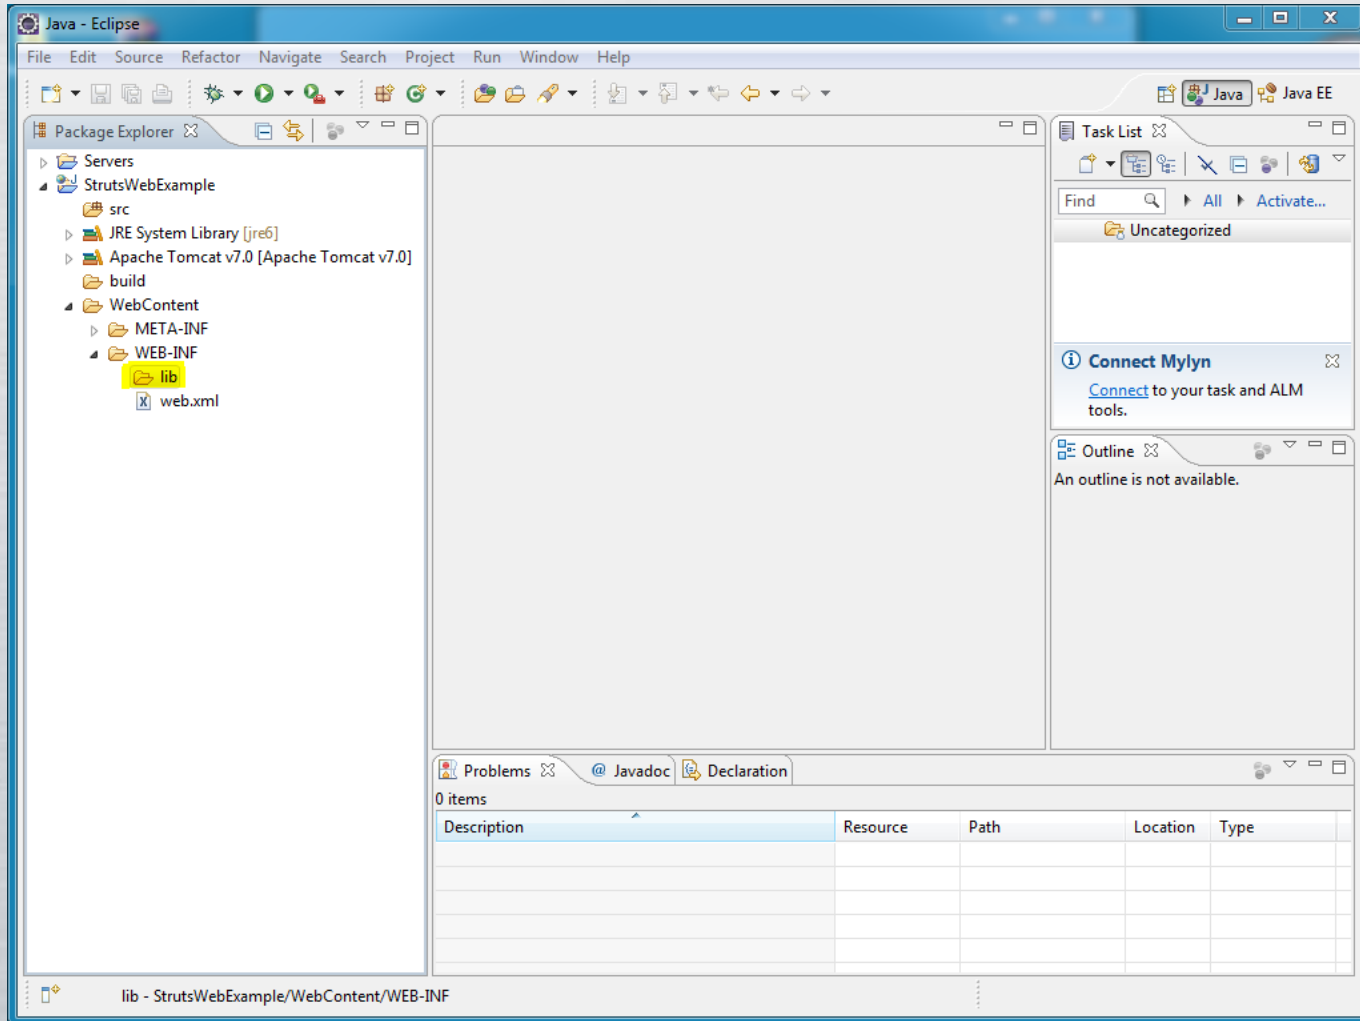 Java - Eclipse
File Edit Source Refactor Navigate Search Project Run Window Help
Java Java EE
Package Explorer
Servers
StrutsWebExample
src
JRE System Library [jre6]
Apache Tomcat v7.0 [Apache Tomcat v7.0]
build
WebContent
META-INF
WEB-INF
lib
web.xml
Task List
Find All Activate...
Uncategorized
Connect Mylyn
Connect to your task and ALM
tools.
Outline
An outline is not available.
Problems @ Javadoc Declaration
0 items
Description Resource Path Location Type
lib - StrutsWebExample/WebContent/WEB-INF